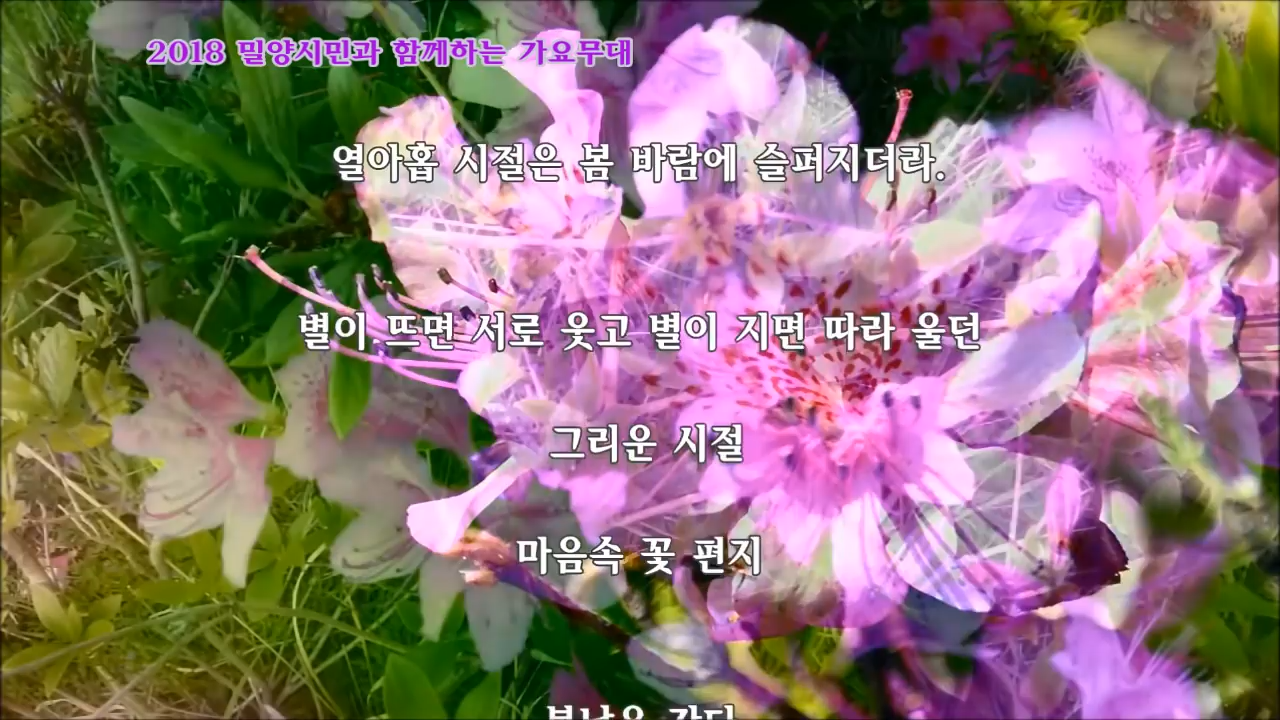 2018 밀양시민과 함께하는 가요무대
열아홉 시절은 봄 바람에 슬퍼지더라.
별이 뜨면 서로 웃고 별이 지면 따라 울던
그리운 시절
마음속 꽃 편지